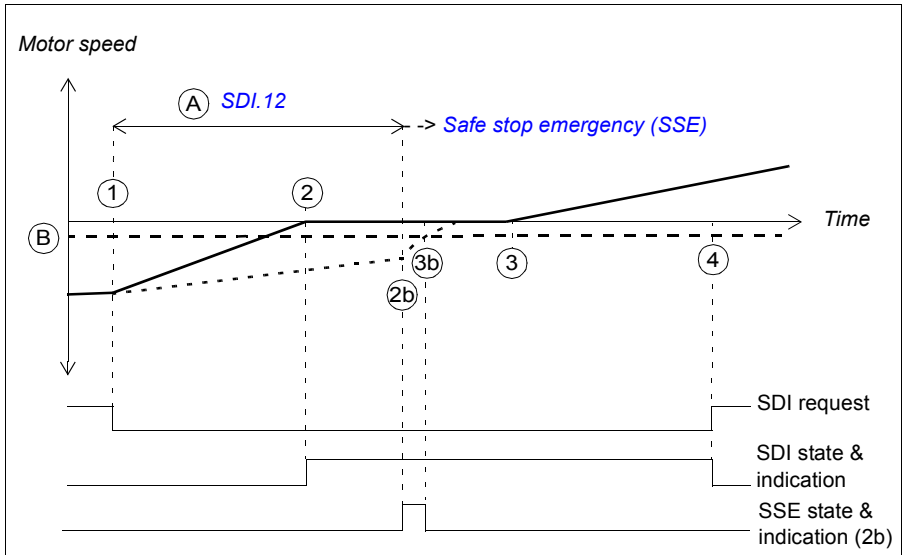 Motor speed
A SDI.12
Safe stop emergency (SSE)
1
2
Time
B
3b
3
4
2b
SDI request
SDI state &
indication
SSE state &
indication (2b)